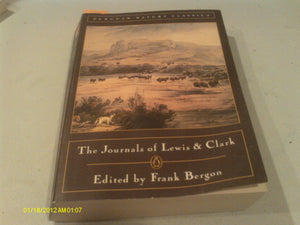 PENGUIN NATURE CLASSICS
The Journals of Lewis & Clark
Edited by Frank Bergon
01/18/2012 AM 01:07